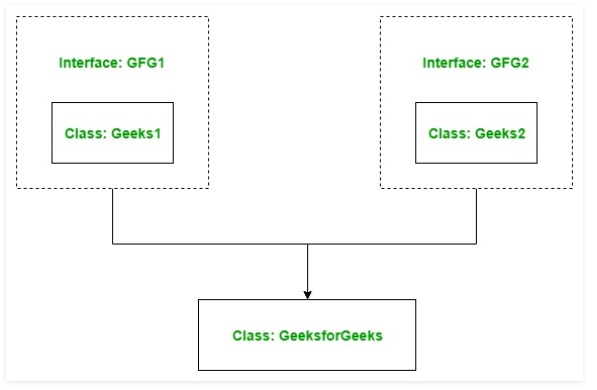 Interface: GFG1
Interface: GFG2
Class: Geeks1
Class: Geeks2
Class: GeeksforGeeks